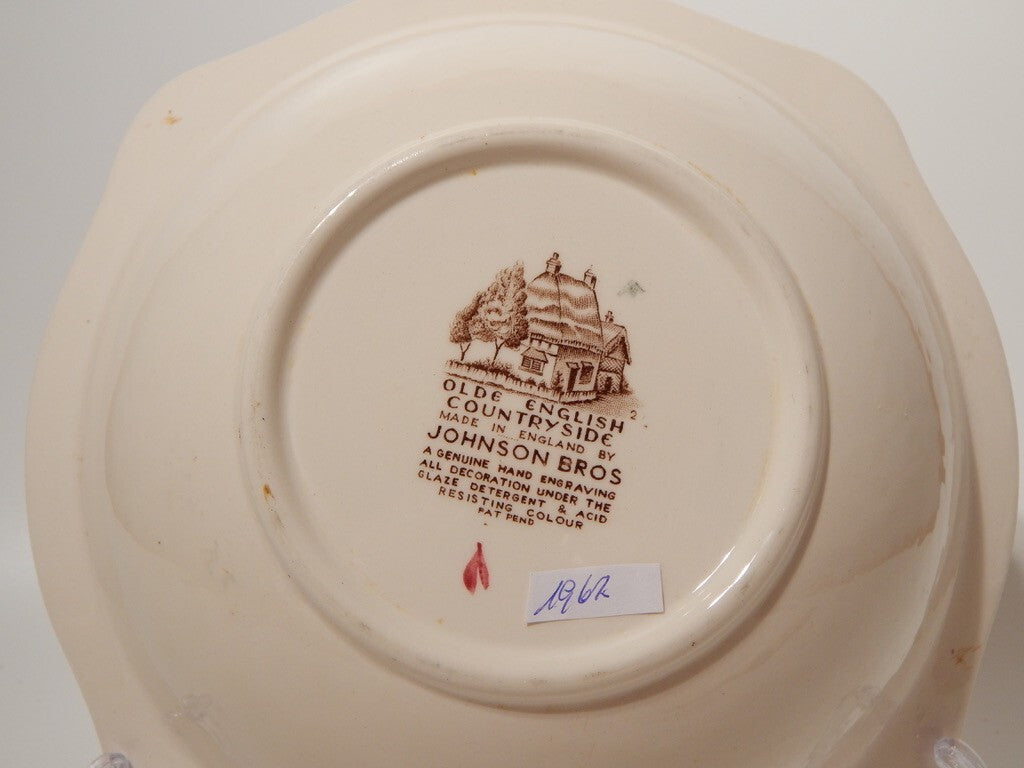 2
OLDE ENGLISH
COUNTRYSIDE
MADE IN ENGLAND BY
JOHNSON BROS
A GENUINE HAND ENGRAVING
ALL DECORATION UNDER THE
GLAZE DETERGENT & ACID
RESISTING COLOUR
PAT PEND